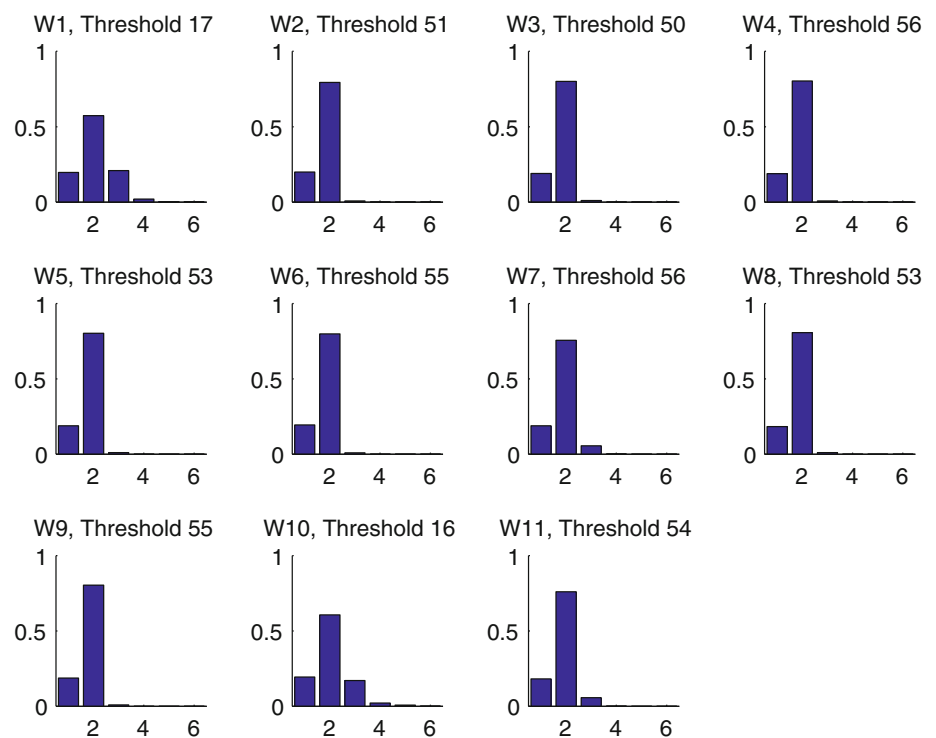 W1, Threshold 17
W2, Threshold 51
W3, Threshold 50
W4, Threshold 56
1
1
1
1
0.5
0.5
0.5
0.5
0
0
0
0
2 4 6
2 4 6
2 4 6
2 4 6
W5, Threshold 53
W6, Threshold 55
W7, Threshold 56
W8, Threshold 53
1
1
1
1
0.5
0.5
0.5
0.5
0
0
0
0
2 4 6
2 4 6
2 4 6
2 4 6
W9, Threshold 55
W10, Threshold 16
W11, Threshold 54
1
1
1
0.5
0.5
0.5
0
0
0
2 4 6
2 4 6
2 4 6